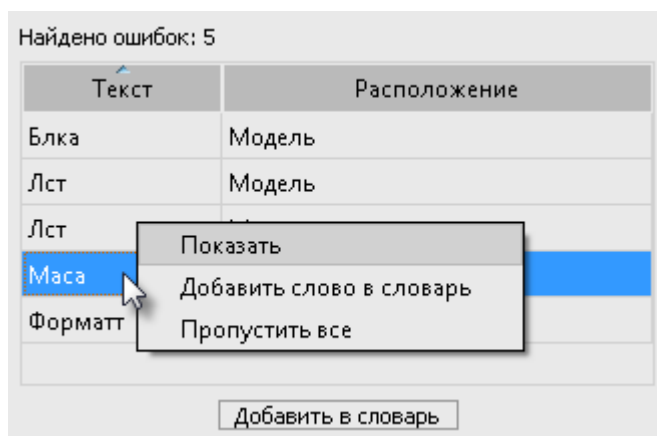 Найдено ошибок: 5
Текст Расположение
Блка Модель
Лст Модель
Лст
Показать
Маса
Добавить слово в словарь
Форматт
Пропустить все
Добавить в словарь